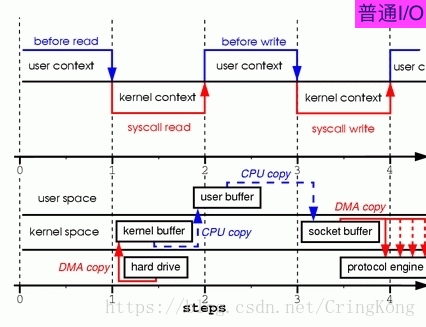 普通I/O
before read
before write
user context
user context
user c
kernel context
kernel context
syscall read
syscall write
0
1
2
3
4
CPU copy
user space
user buffer
DMA copy
kernel space
kernel buffer
CPU copy
socket buffer
DMA copy
hard drive
protocol engine
0
1
2
3
4
https://blog.csdn.net/CringKong
steps